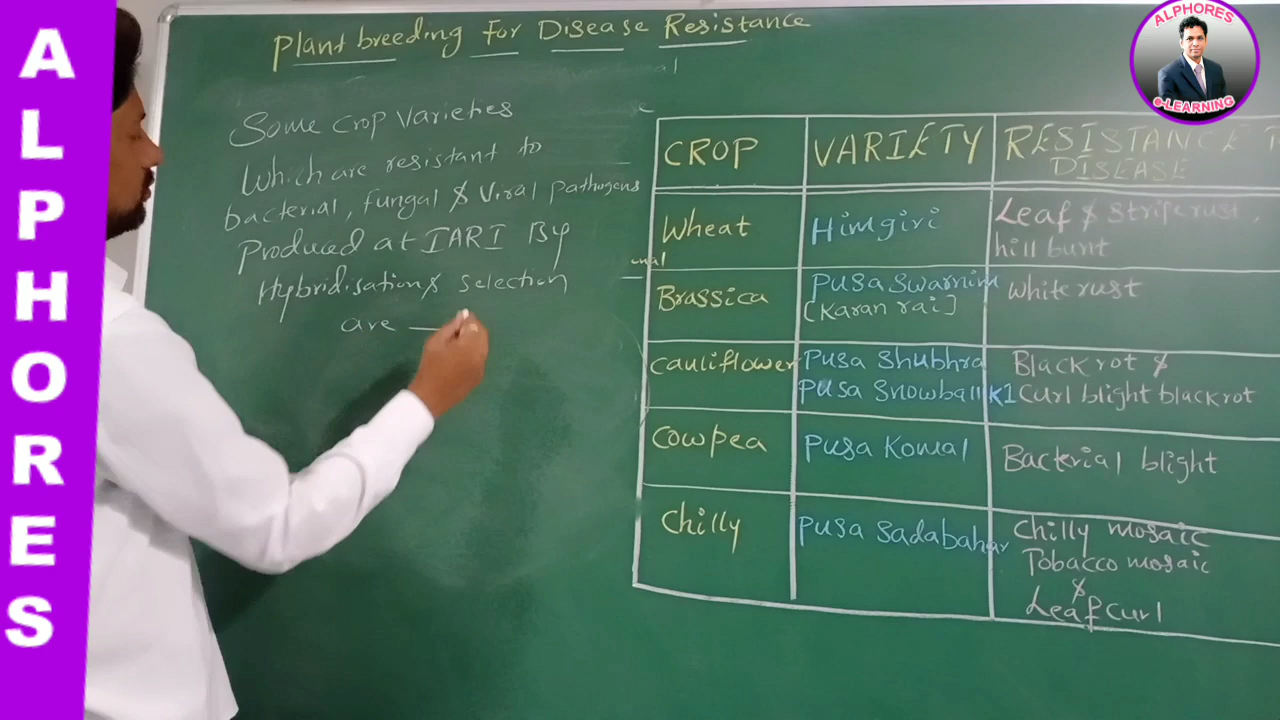 ALPHORES
Plant breeding For Disease Resistance
Some Crop Varieties
Which are resistant to
bacterial, Fungal & Viral pathogens
Produced at IARI By
Hybridisation & Selection
are
CROP VARIETY RESISTANCE T
DISEASE
Wheat Himgiri Leaf & Stripe rust,
hill bunt
Brassica Pusa Swarnim White rust
[Karan rai]
Cauliflower Pusa Shubhra Black rot &
Pusa Snowball K1 Curl blight black rot
Cowpea Pusa Komal Bacterial blight
Chilly Pusa Sadabahar Chilly mosaic
Tobacco mosaic
&
Leaf Curl
ALPHORES
e-LEARNING